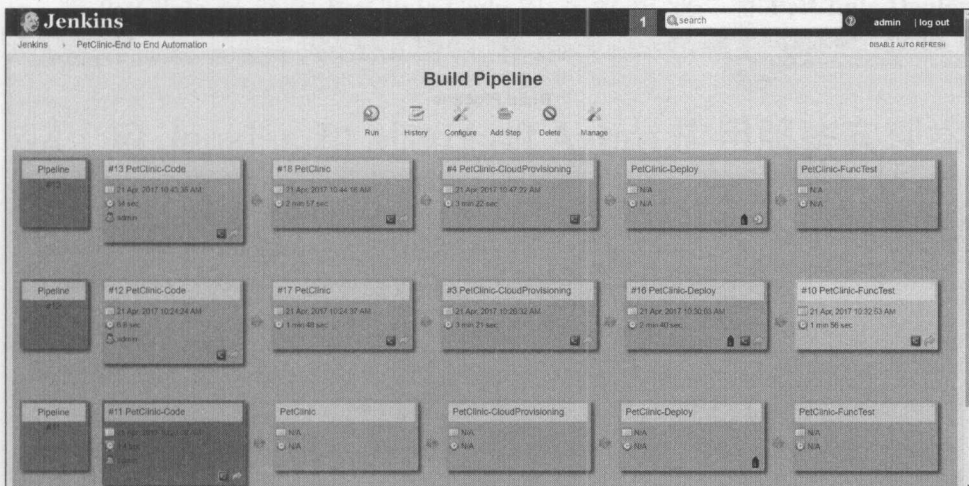 Jenkins
1
search
admin | log out
Jenkins
PetClinic-End to End Automation
DISABLE AUTO REFRESH
Build Pipeline
Run
History
Configure
Add Step
Delete
Manage
Pipeline
#13
#13 PetClinic-Code
21 Apr, 2017 10:43:36 AM
34 sec
admin
#18 PetClinic
21 Apr, 2017 10:44:16 AM
2 min 57 sec
#4 PetClinic-CloudProvisioning
21 Apr, 2017 10:47:22 AM
3 min 22 sec
PetClinic-Deploy
N/A
N/A
PetClinic-FuncTest
N/A
N/A
Pipeline
#12
#12 PetClinic-Code
21 Apr, 2017 10:24:24 AM
6.8 sec
admin
#17 PetClinic
21 Apr, 2017 10:24:37 AM
1 min 48 sec
#3 PetClinic-CloudProvisioning
21 Apr, 2017 10:26:32 AM
3 min 21 sec
#16 PetClinic-Deploy
21 Apr, 2017 10:30:03 AM
2 min 40 sec
#10 PetClinic-FuncTest
21 Apr, 2017 10:32:53 AM
1 min 56 sec
Pipeline
#11
#11 PetClinic-Code
PetClinic
N/A
N/A
PetClinic-CloudProvisioning
N/A
N/A
PetClinic-Deploy
N/A
N/A
PetClinic-FuncTest
N/A
N/A